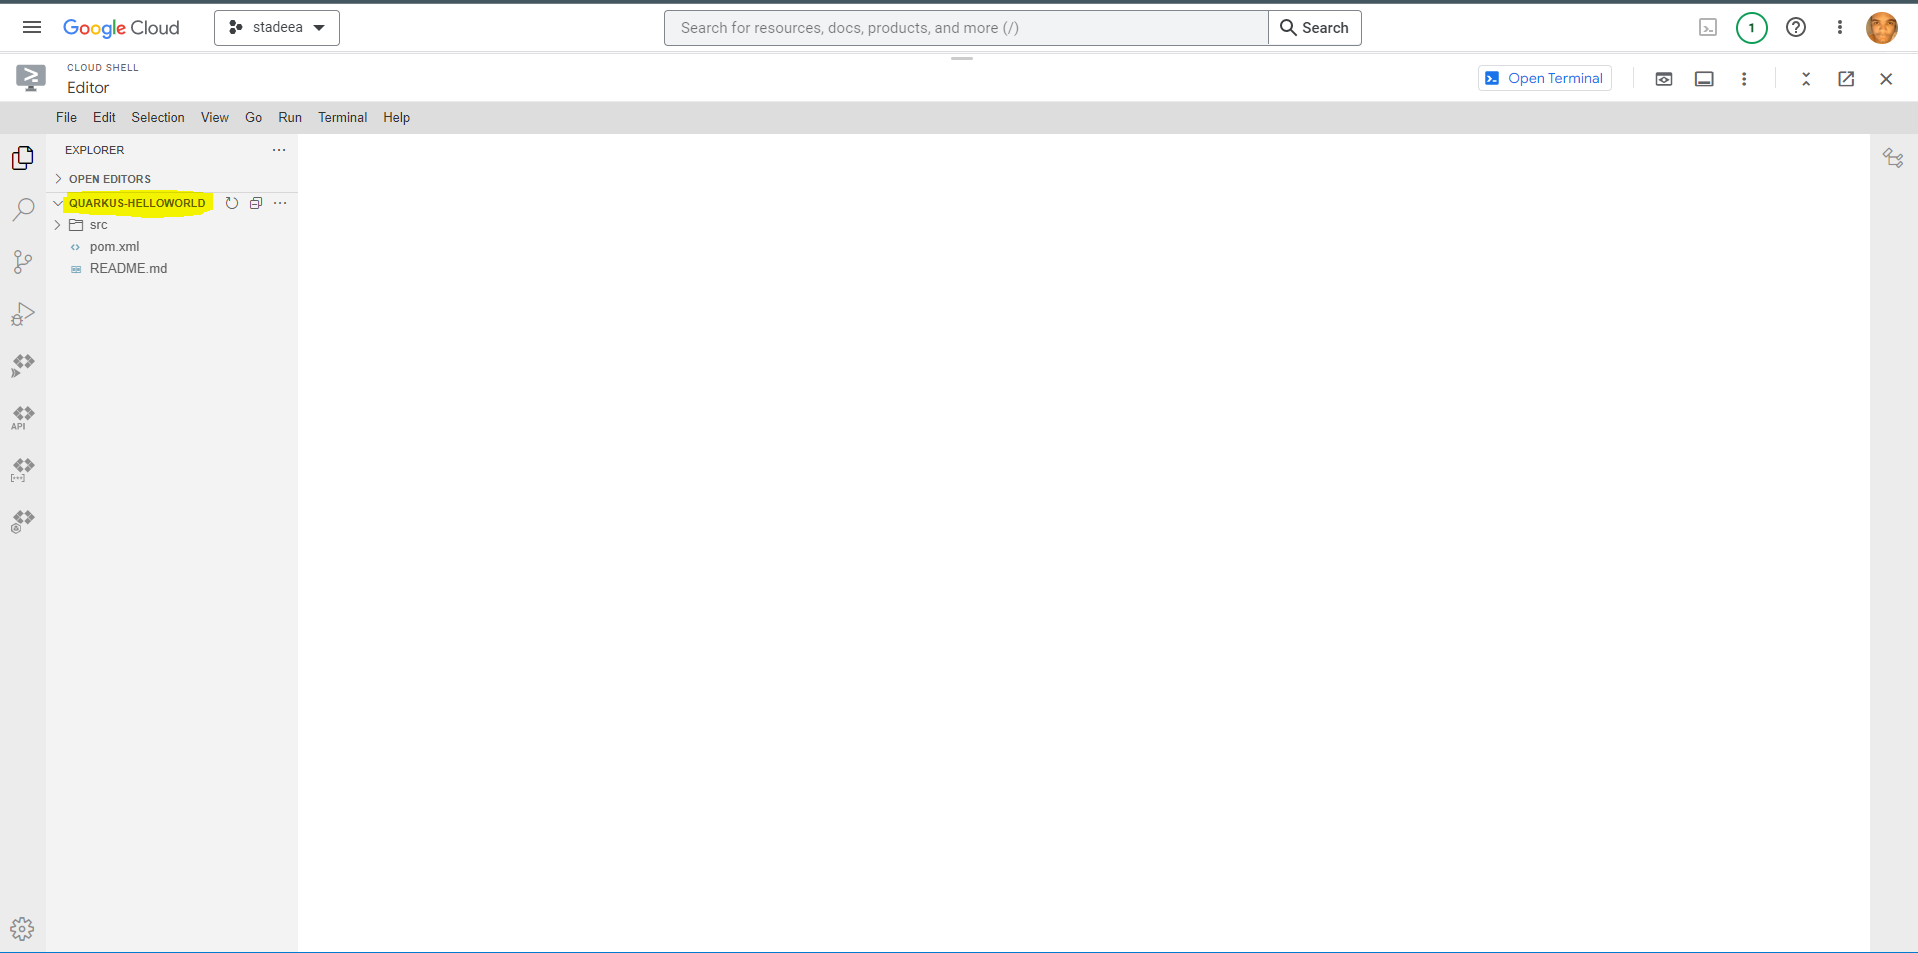 Google Cloud
stadeea
Search for resources, docs, products, and more (/)
Search
1
CLOUD SHELL
Editor
Open Terminal
File Edit Selection View Go Run Terminal Help
EXPLORER
OPEN EDITORS
QUARKUS-HELLOWORLD
src
pom.xml
README.md
API